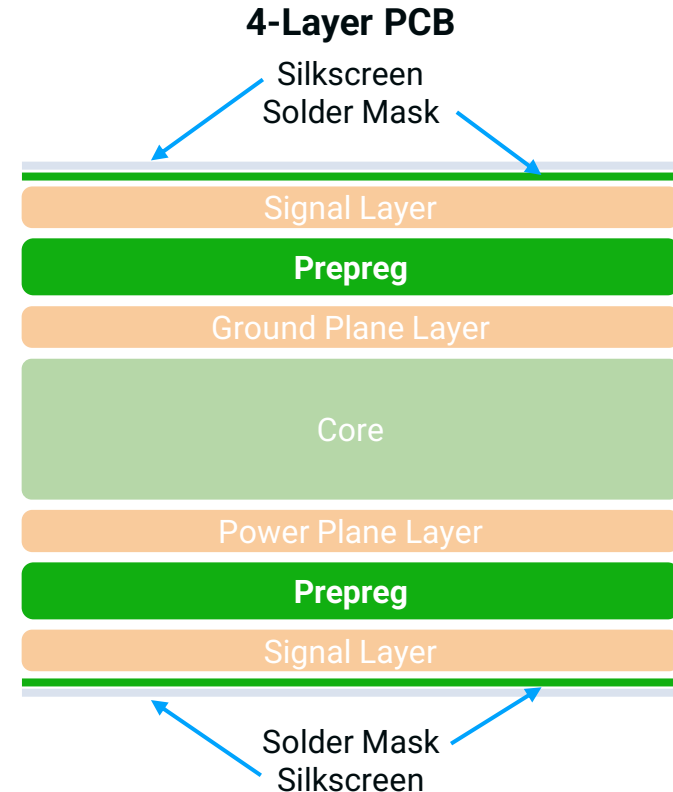 4-Layer PCB
Silkscreen
Solder Mask
Signal Layer
Prepreg
Ground Plane Layer
Core
Power Plane Layer
Prepreg
Signal Layer
Solder Mask
Silkscreen